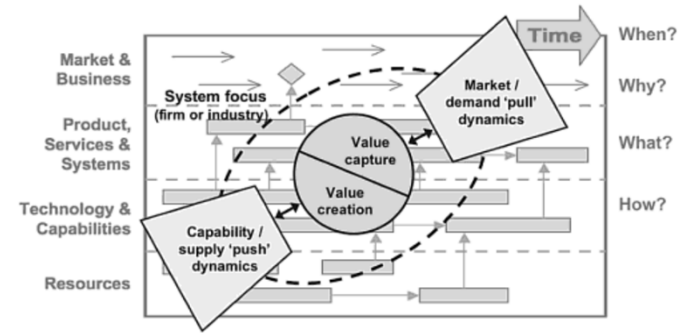 Time
When?
Market &
Business
Why?
Market /
demand ‘pull’
dynamics
System focus
(firm or industry)
Product,
Services &
Systems
What?
Value
capture
Value
creation
How?
Technology &
Capabilities
Capability /
supply ‘push’
dynamics
Resources